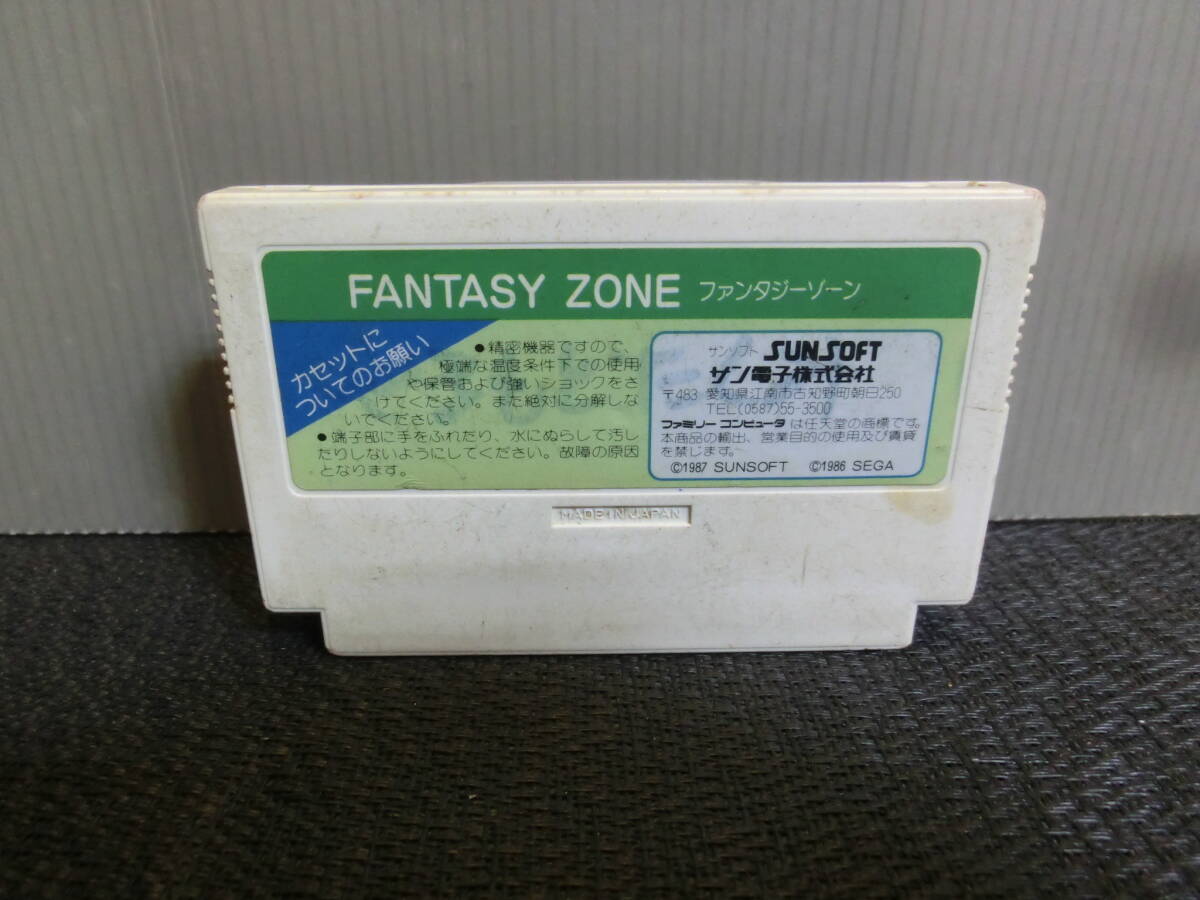 FANTASY ZONE ファンタジーゾーン
カセットに
ついてのお願い
●精密機器ですので、
極端な温度条件下での使用
や保管および強いショックをさ
けてください。また絶対に分解しな
いでください。
●端子部に手をふれたり、水にぬらして汚し
たりしないようにしてください。故障の原因
となります。
サンソフト SUNSOFT
サン電子株式会社
〒483 愛知県江南市古知野町朝日250
TEL(0587)55-3500
ファミリー コンピュータ は任天堂の商標です。
本商品の輸出、営業目的の使用及び賃貸
を禁じます。
©1987 SUNSOFT ©1986 SEGA
MADE IN JAPAN